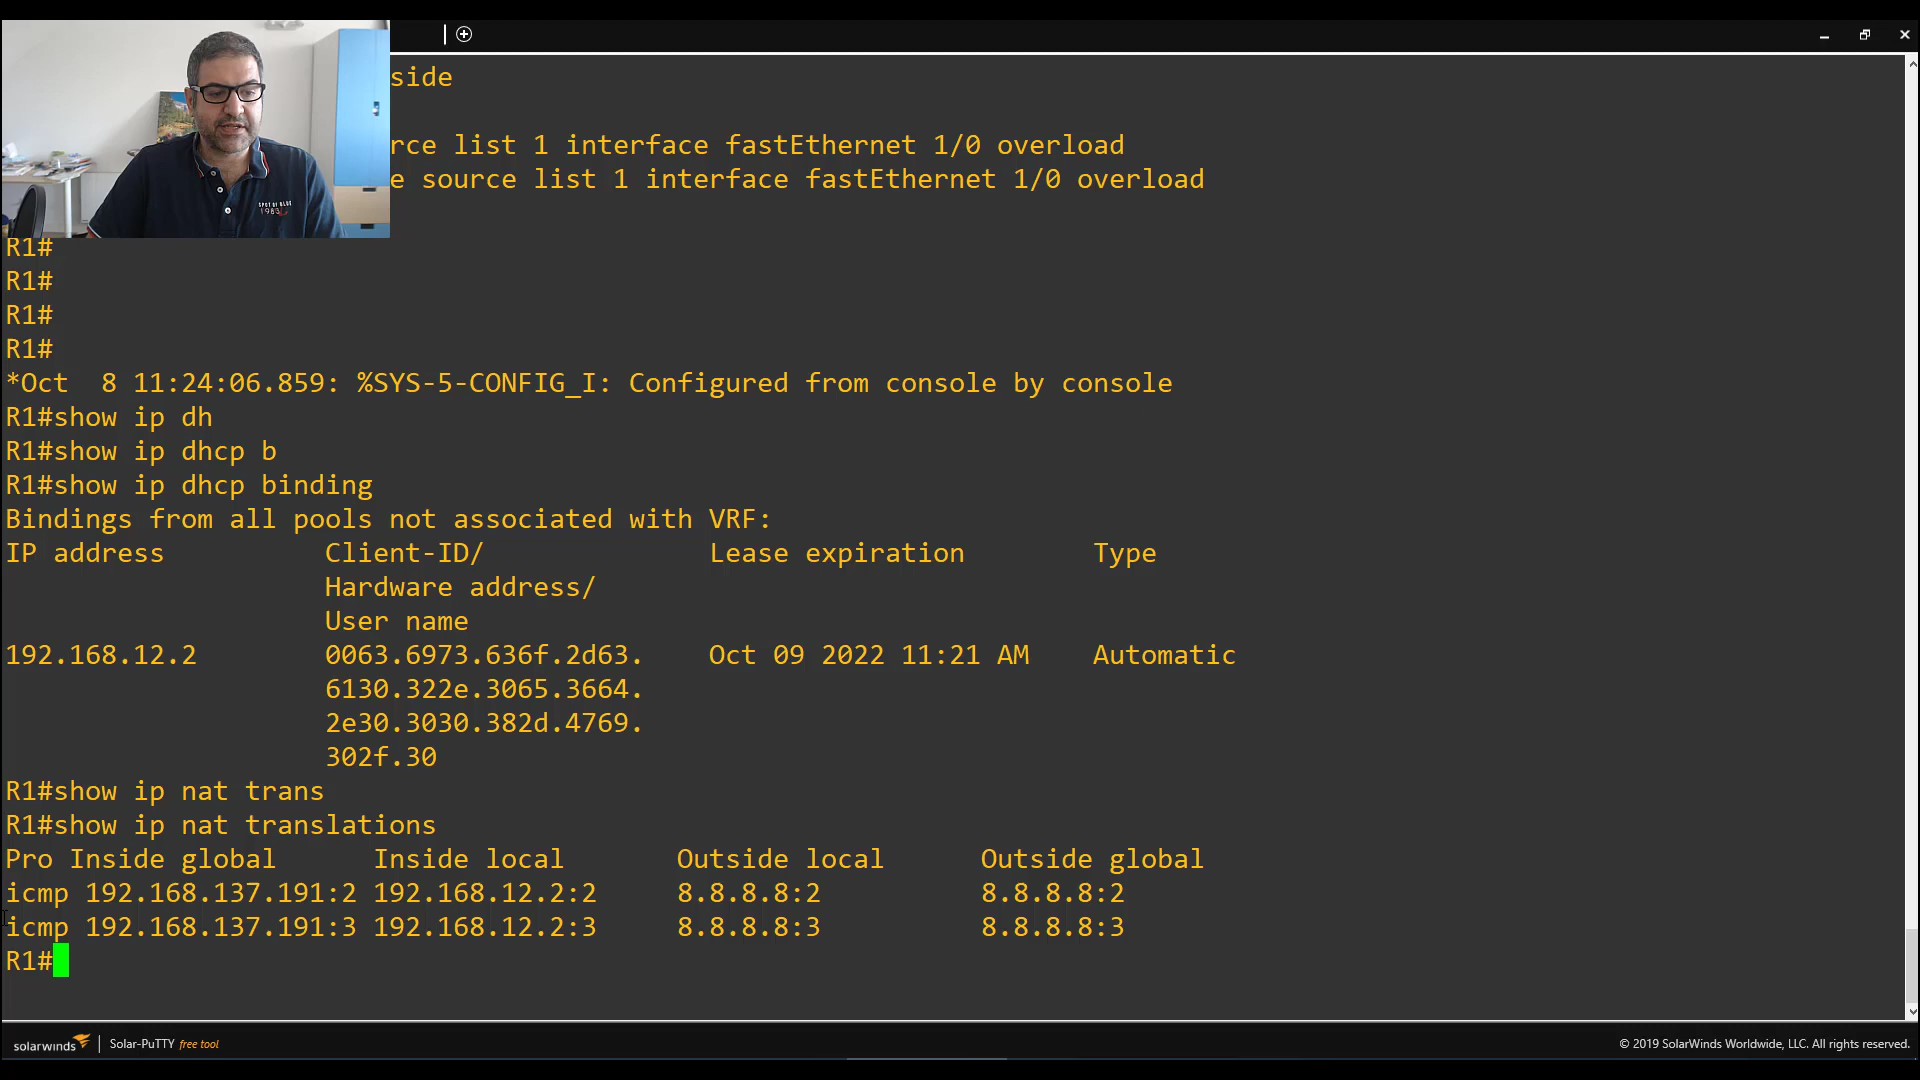 side
rce list 1 interface fastEthernet 1/0 overload
e source list 1 interface fastEthernet 1/0 overload
SPCT OF BLUE
1983
R1#
R1#
R1#
R1#
*Oct  8 11:24:06.859: %SYS-5-CONFIG_I: Configured from console by console
R1#show ip dh
R1#show ip dhcp b
R1#show ip dhcp binding
Bindings from all pools not associated with VRF:
IP address          Client-ID/              Lease expiration        Type
Hardware address/
User name
192.168.12.2        0063.6973.636f.2d63.    Oct 09 2022 11:21 AM    Automatic
6130.322e.3065.3664.
2e30.3030.382d.4769.
302f.30
R1#show ip nat trans
R1#show ip nat translations
Pro Inside global      Inside local       Outside local      Outside global
icmp 192.168.137.191:2 192.168.12.2:2     8.8.8.8:2          8.8.8.8:2
icmp 192.168.137.191:3 192.168.12.2:3     8.8.8.8:3          8.8.8.8:3
R1#
solarwinds | Solar-PuTTY free tool © 2019 SolarWinds Worldwide, LLC. All rights reserved.